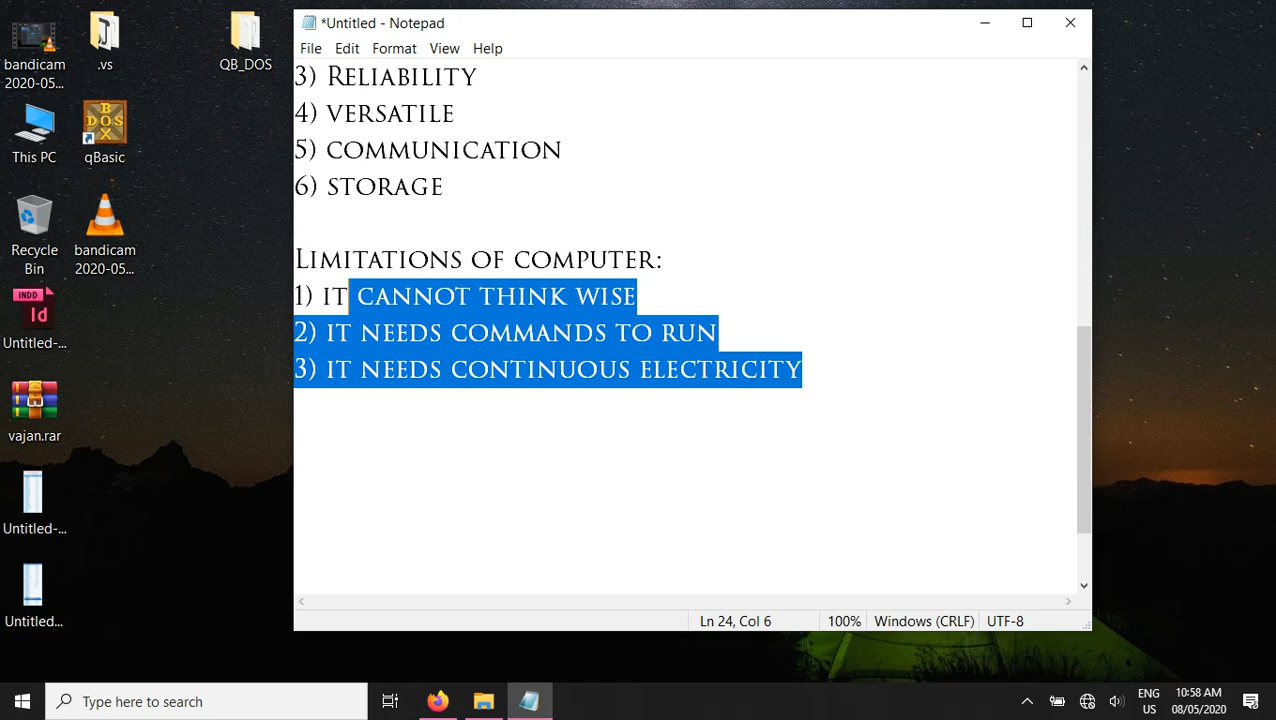 bandicam
2020-05...
.vs
QB_DOS
This PC
qBasic
Recycle
Bin
bandicam
2020-05...
INDD
Id
Untitled-...
vajan.rar
Untitled-...
Untitled...
*Untitled - Notepad
File Edit Format View Help
3) Reliability
4) versatile
5) communication
6) storage
Limitations of computer:
1) it cannot think wise
2) it needs commands to run
3) it needs continuous electricity
Ln 24, Col 6 100% Windows (CRLF) UTF-8
Type here to search
ENG
US
10:58 AM
08/05/2020